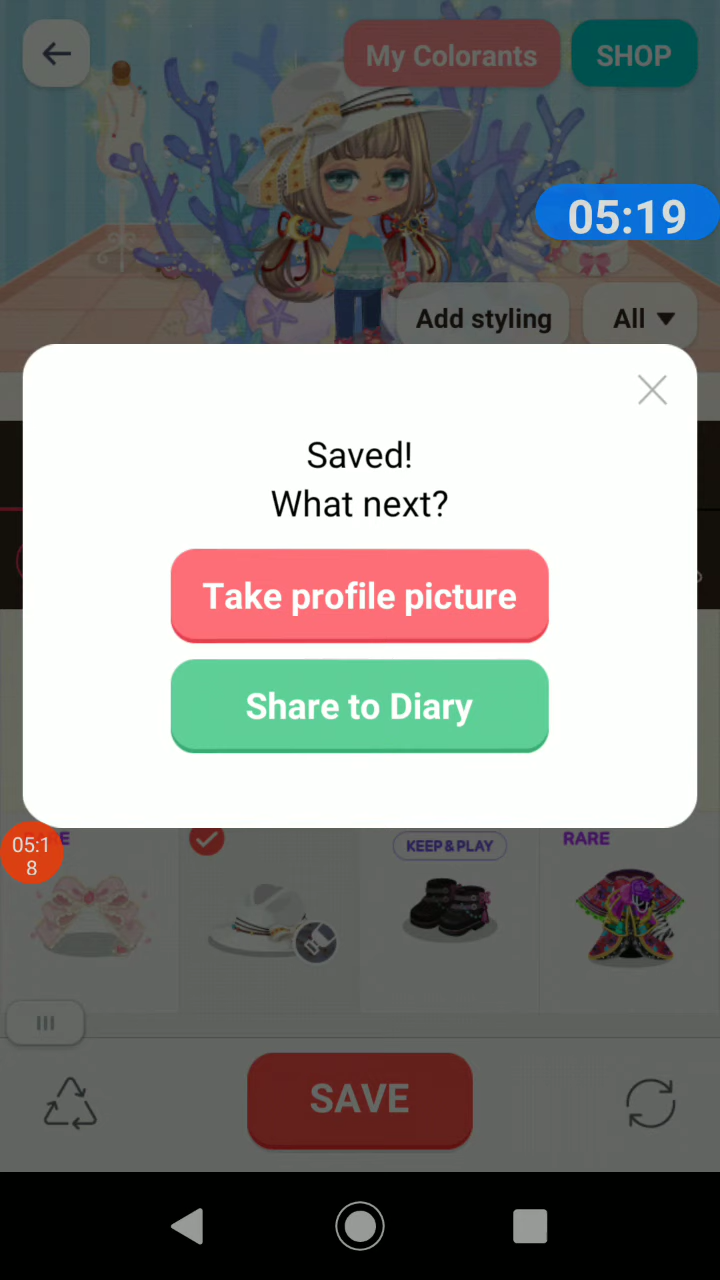 My Colorants
SHOP
05:19
Add styling
All
Saved!
What next?
Take profile picture
Share to Diary
05:1
8
KEEP & PLAY
RARE
SAVE